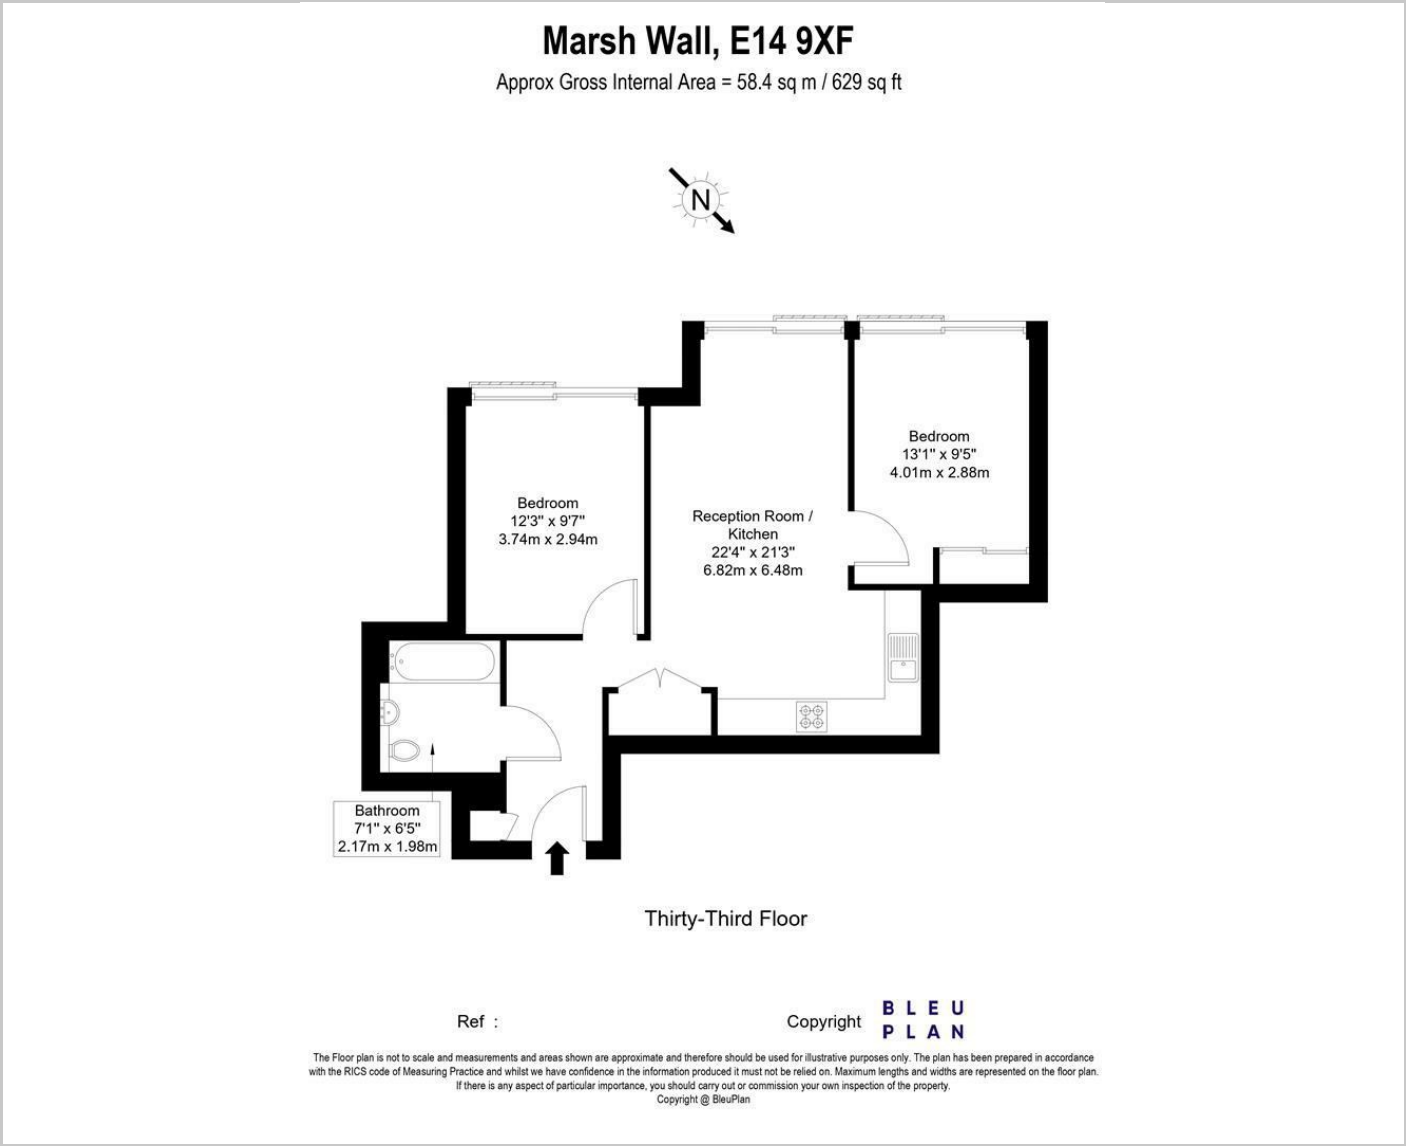 Marsh Wall, E14 9XF
Approx Gross Internal Area = 58.4 sq m / 629 sq ft
N
Bedroom
13'1" x 9'5"
4.01m x 2.88m
Bedroom
12'3" x 9'7"
3.74m x 2.94m
Reception Room /
Kitchen
22'4" x 21'3"
6.82m x 6.48m
Bathroom
7'1" x 6'5"
2.17m x 1.98m
Thirty-Third Floor
Ref :
Copyright
BLEU
PLAN
The Floor plan is not to scale and measurements and areas shown are approximate and therefore should be used for illustrative purposes only. The plan has been prepared in accordance
with the RICS code of Measuring Practice and whilst we have confidence in the information produced it must not be relied on. Maximum lengths and widths are represented on the floor plan.
If there is any aspect of particular importance, you should carry out or commission your own inspection of the property.
Copyright @ BleuPlan